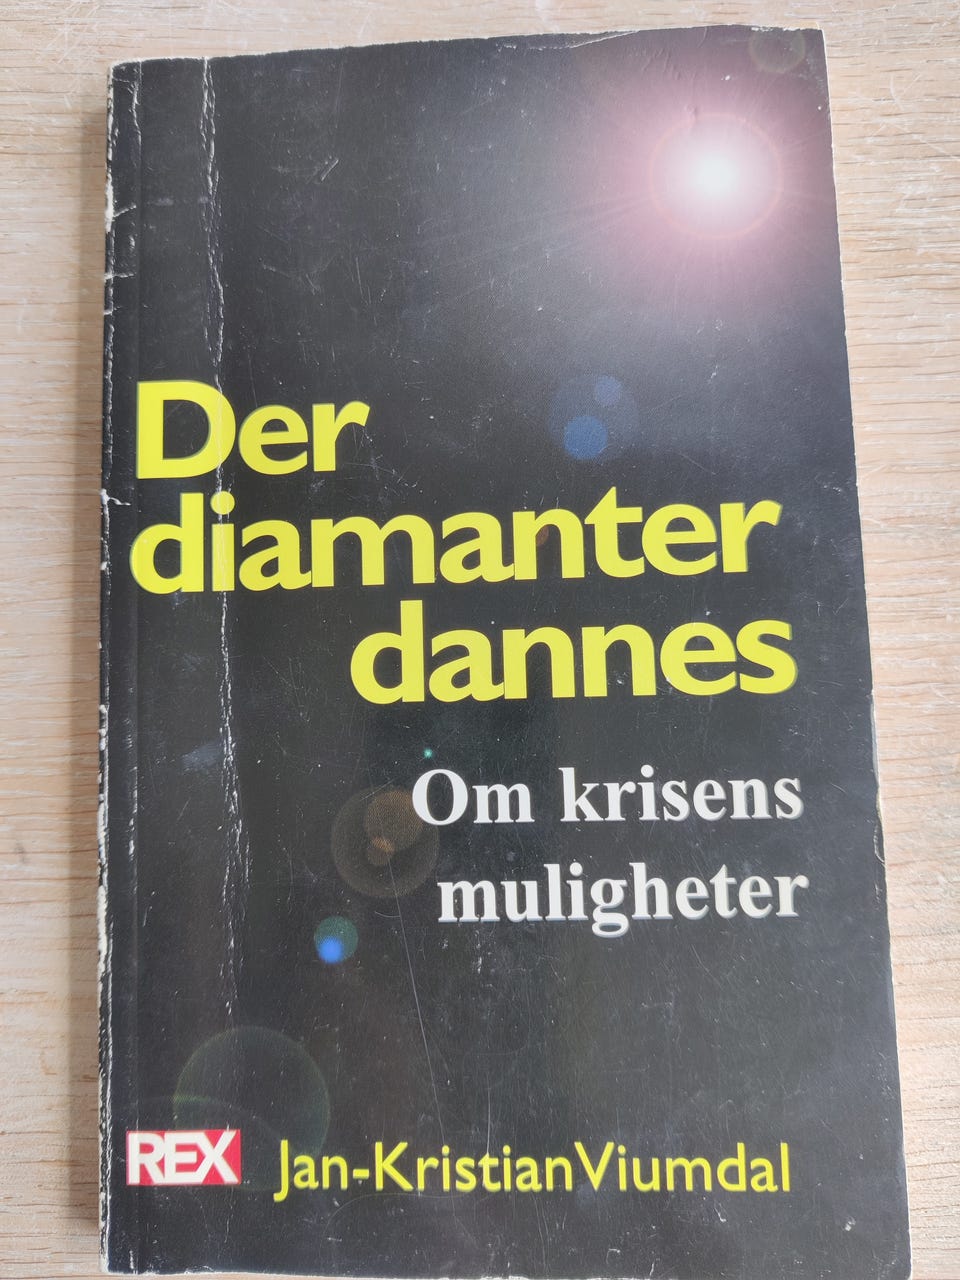 Der
diamanter
dannes
Om krisens
muligheter
REX
Jan-Kristian Viumdal